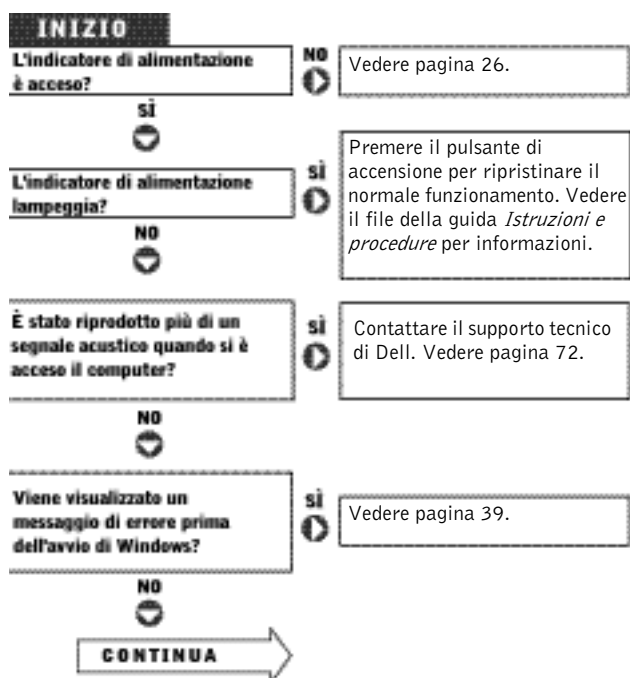 INIZIO
L'indicatore di alimentazione
è acceso?
NO
Vedere pagina 26.
sì
L'indicatore di alimentazione
lampeggia?
sì
Premere il pulsante di
accensione per ripristinare il
normale funzionamento. Vedere
il file della guida Istruzioni e
procedure per informazioni.
NO
È stato riprodotto più di un
segnale acustico quando si è
acceso il computer?
sì
Contattare il supporto tecnico
di Dell. Vedere pagina 72.
NO
Viene visualizzato un
messaggio di errore prima
dell'avvio di Windows?
sì
Vedere pagina 39.
NO
CONTINUA